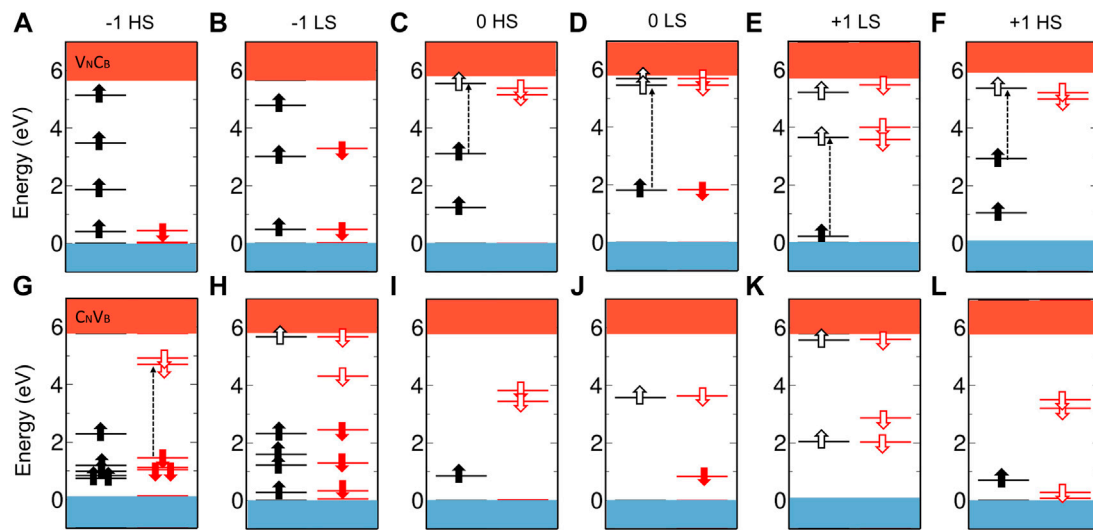 A -1 HS B -1 LS C 0 HS D 0 LS E +1 LS F +1 HS
VNCB
Energy (eV)
6 6 6 6 6 6
4 4 4 4 4 4
2 2 2 2 2 2
0 0 0 0 0 0
G H I J K L
CNVB
Energy (eV)
6 6 6 6 6 6
4 4 4 4 4 4
2 2 2 2 2 2
0 0 0 0 0 0